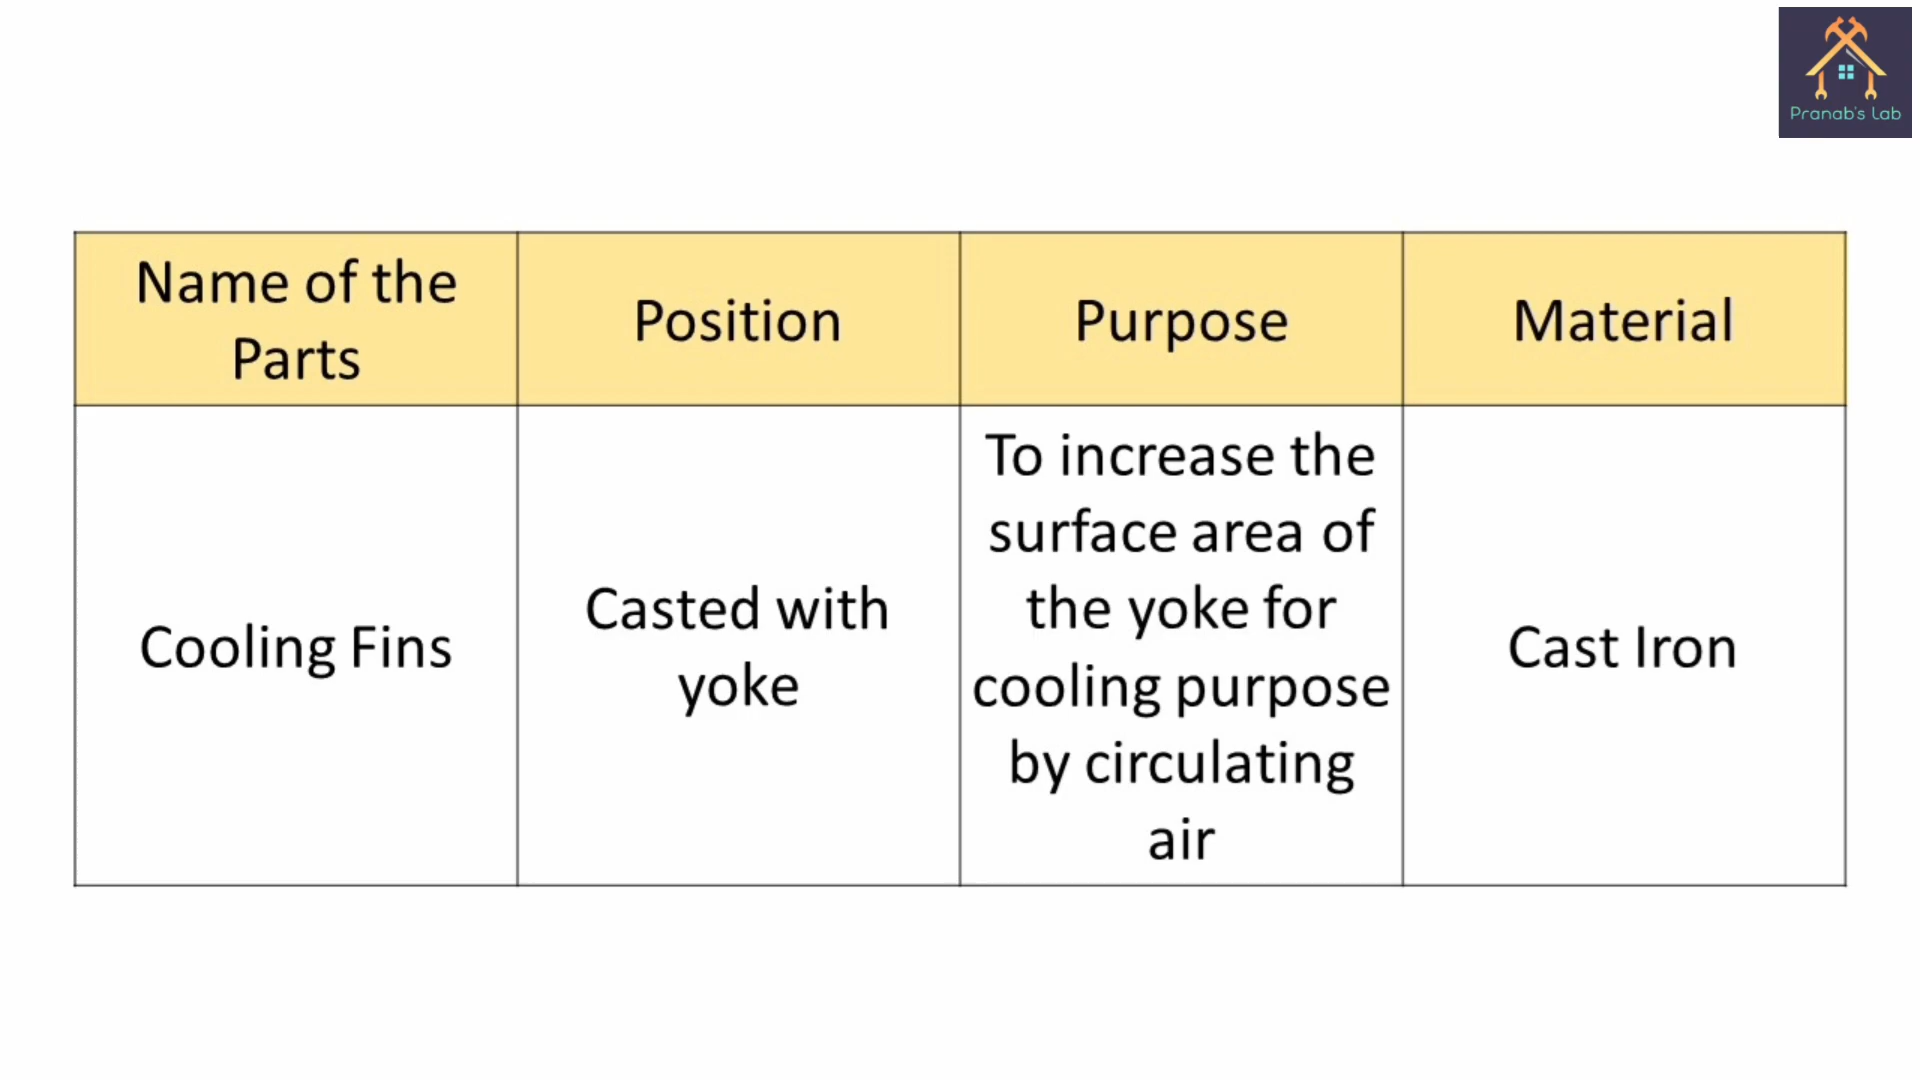 Pranab's Lab
Name of the
Parts
Position
Purpose
Material
Cooling Fins
Casted with
yoke
To increase the
surface area of
the yoke for
cooling purpose
by circulating
air
Cast Iron